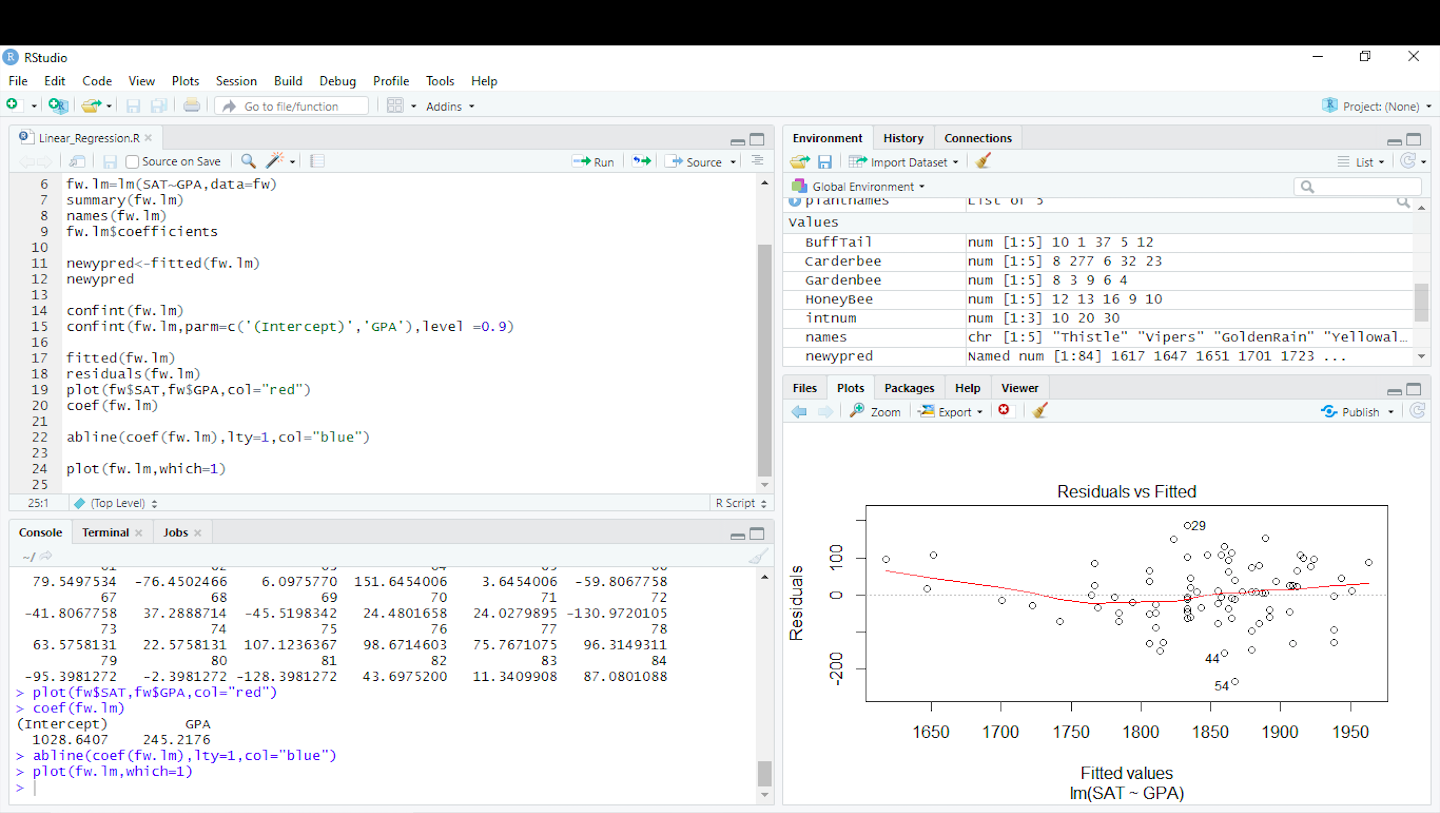 RStudio
File Edit Code View Plots Session Build Debug Profile Tools Help
Go to file/function Addins Project: (None)
Linear_Regression.R
Source on Save Run Source
6 fw.lm=lm(SAT~GPA,data=fw)
7 summary(fw.lm)
8 names(fw.lm)
9 fw.lm$coefficients
10
11 newypred<-fitted(fw.lm)
12 newypred
13
14 confint(fw.lm)
15 confint(fw.lm,parm=c('(Intercept)','GPA'),level =0.9)
16
17 fitted(fw.lm)
18 residuals(fw.lm)
19 plot(fw$SAT,fw$GPA,col="red")
20 coef(fw.lm)
21
22 abline(coef(fw.lm),lty=1,col="blue")
23
24 plot(fw.lm,which=1)
25
25:1 (Top Level) R Script
Console Terminal Jobs
~/
79.5497534 -76.4502466 6.0975770 151.6454006 3.6454006 -59.8067758
67 68 69 70 71 72
-41.8067758 37.2888714 -45.5198342 24.4801658 24.0279895 -130.9720105
73 74 75 76 77 78
63.5758131 22.5758131 107.1236367 98.6714603 75.7671075 96.3149311
79 80 81 82 83 84
-95.3981272 -2.3981272 -128.3981272 43.6975200 11.3409908 87.0801088
> plot(fw$SAT,fw$GPA,col="red")
> coef(fw.lm)
(Intercept) GPA
1028.6407 245.2176
> abline(coef(fw.lm),lty=1,col="blue")
> plot(fw.lm,which=1)
>
Environment History Connections
Import Dataset List
Global Environment
plantnames List of 5
Values
BuffTail num [1:5] 10 1 37 5 12
Carderbee num [1:5] 8 277 6 32 23
Gardenbee num [1:5] 8 3 9 6 4
HoneyBee num [1:5] 12 13 16 9 10
intnum num [1:3] 10 20 30
names chr [1:5] "Thistle" "Vipers" "GoldenRain" "Yellowal…
newypred Named num [1:84] 1617 1647 1651 1701 1723 ...
Files Plots Packages Help Viewer
Zoom Export Publish
Residuals vs Fitted
29
44
54
100
0
-200
Residuals
1650 1700 1750 1800 1850 1900 1950
Fitted values
lm(SAT ~ GPA)